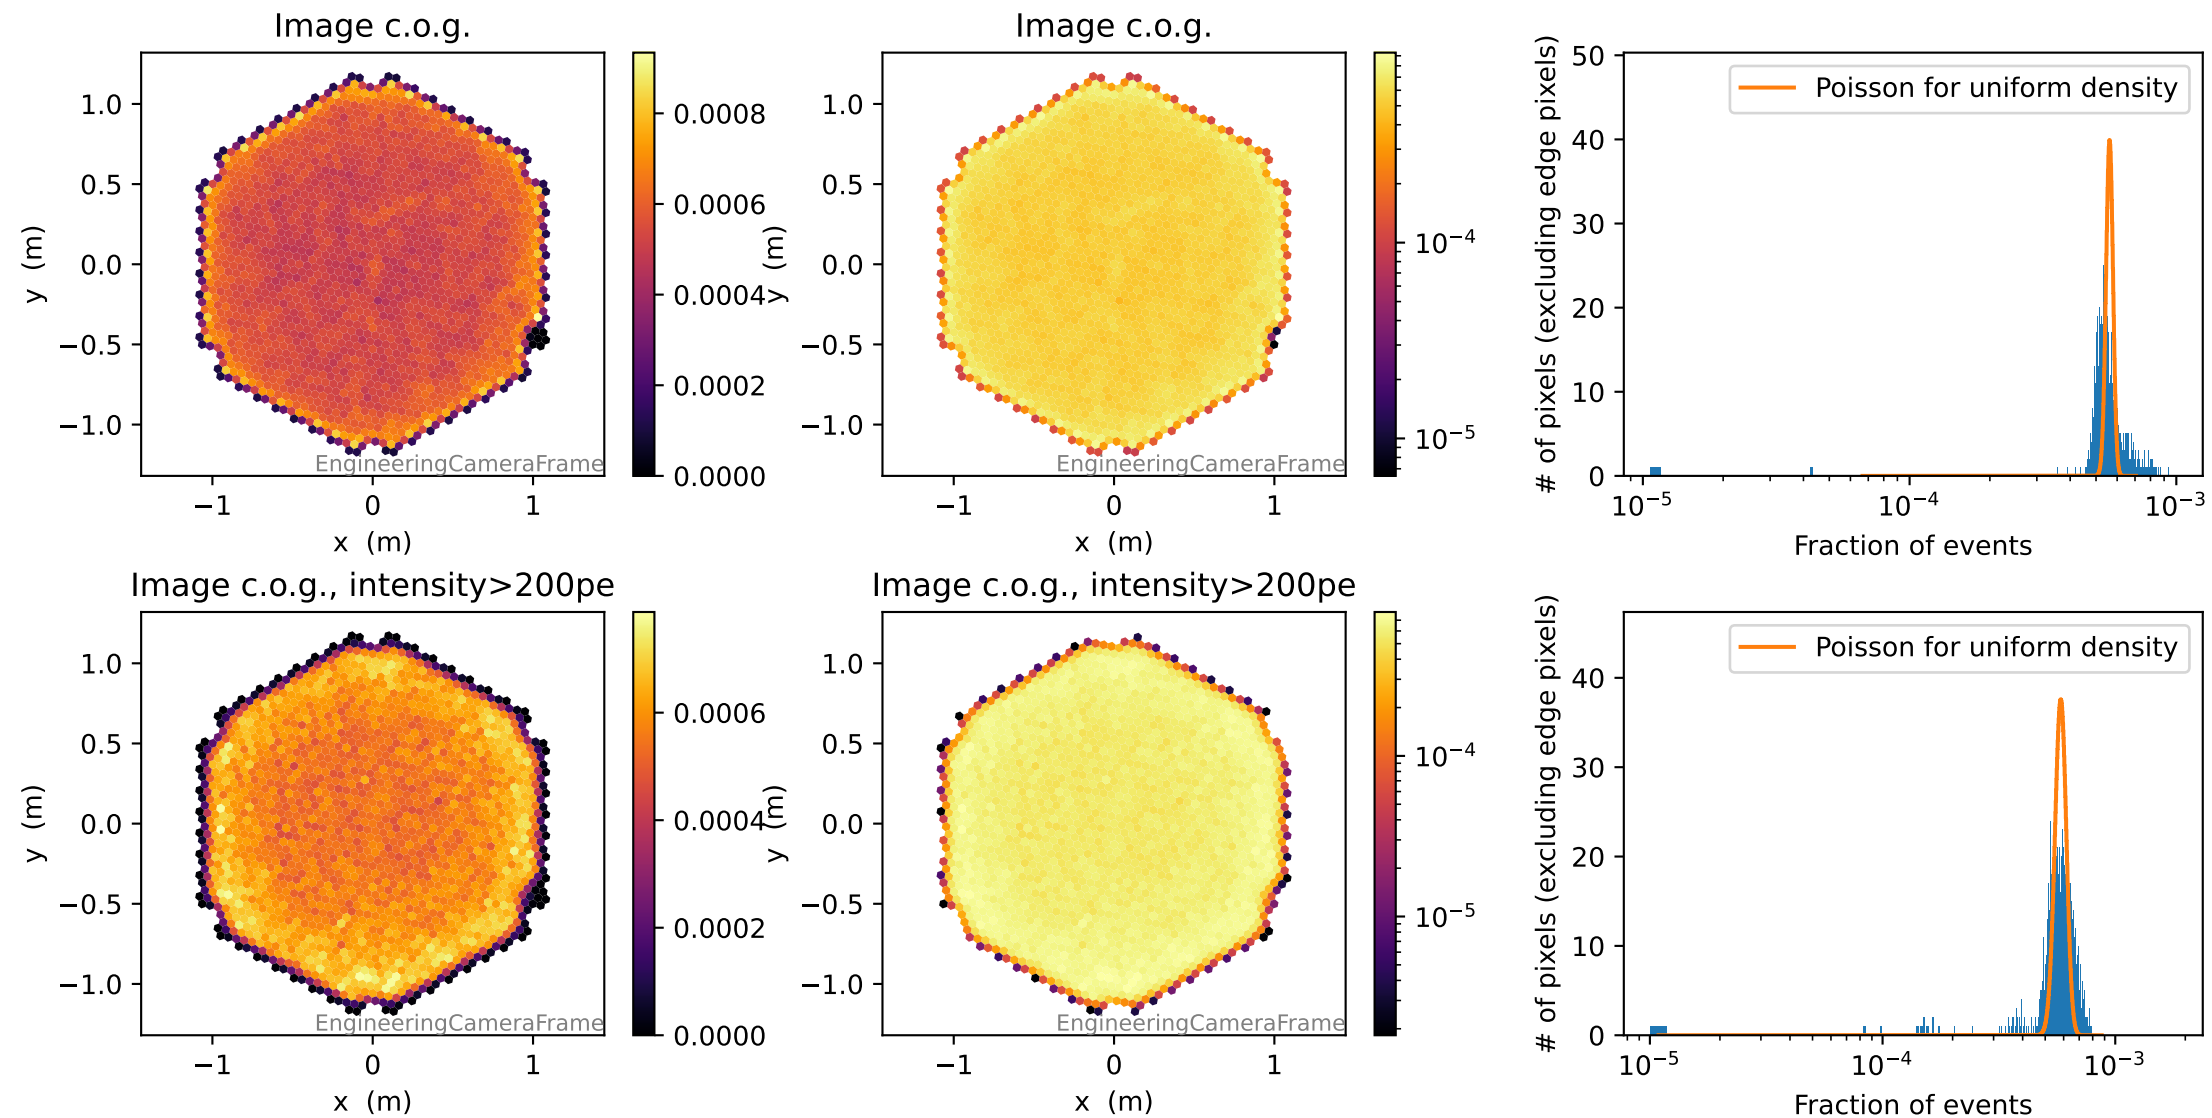 Image c.o.g.
1.0
0.5
0.0
−0.5
−1.0
y (m)
−1
0
1
x (m)
EngineeringCameraFrame
0.0008
0.0006
0.0004
0.0002
0.0000
Image c.o.g.
1.0
0.5
0.0
−0.5
−1.0
y (m)
−1
0
1
x (m)
EngineeringCameraFrame
10−4
10−5
# of pixels (excluding edge pixels)
50
40
30
20
10
0
Poisson for uniform density
10−5
10−4
10−3
Fraction of events
Image c.o.g., intensity>200pe
1.0
0.5
0.0
−0.5
−1.0
y (m)
−1
0
1
x (m)
EngineeringCameraFrame
0.0006
0.0004
0.0002
0.0000
Image c.o.g., intensity>200pe
1.0
0.5
0.0
−0.5
−1.0
y (m)
−1
0
1
x (m)
EngineeringCameraFrame
10−4
10−5
# of pixels (excluding edge pixels)
40
30
20
10
0
Poisson for uniform density
10−5
10−4
10−3
Fraction of events